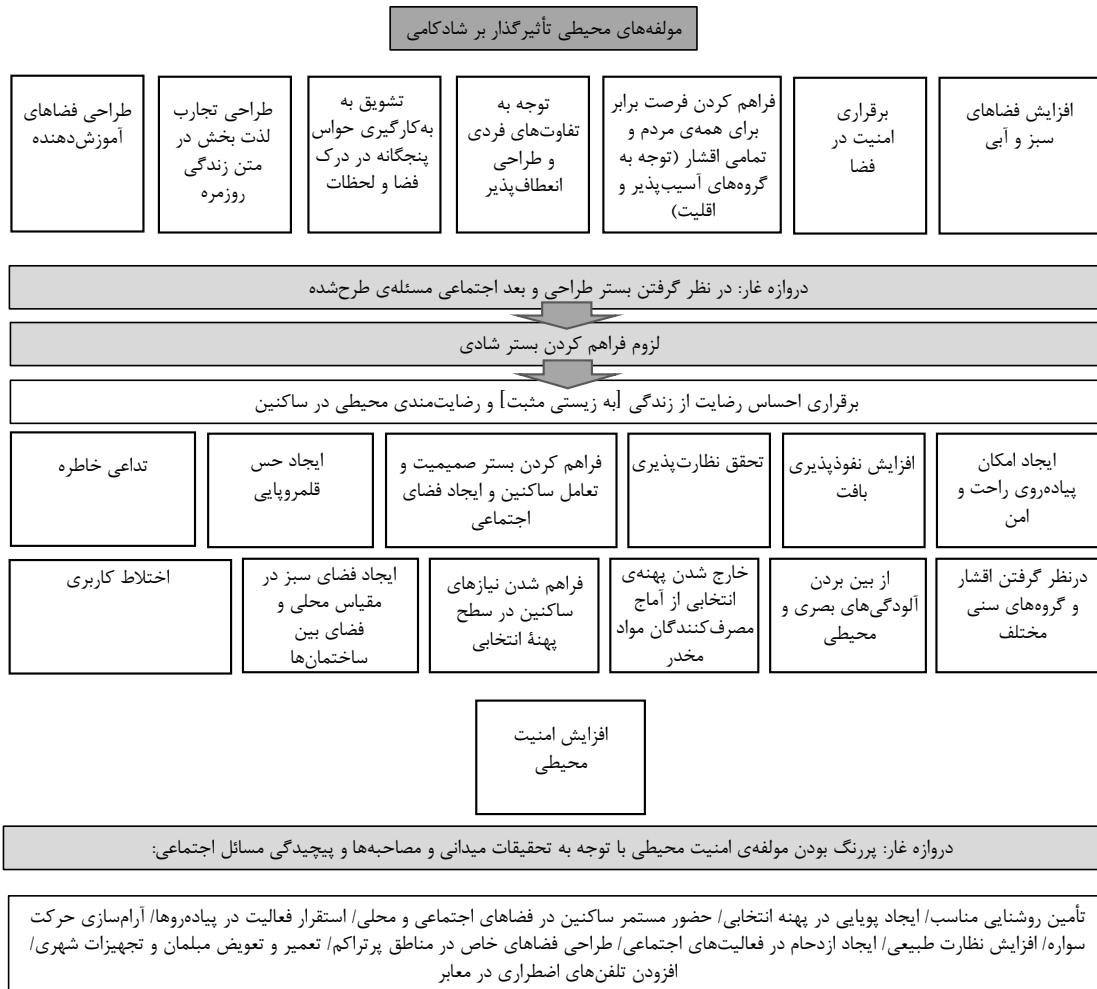 مولفه‌های محیطی تأثیرگذار بر شادکامی
افزایش فضاهای
سبز و آبی
برقراری
امنیت در
فضا
فراهم کردن فرصت برابر
برای همه‌ی مردم و
تمامی اقشار (توجه به
گروه‌های آسیب‌پذیر و
اقلیت)
توجه به
تفاوت‌های فردی
و طراحی
انعطاف‌پذیر
تشویق به
به‌کارگیری حواس
پنجگانه در درک
فضا و لحظات
طراحی تجارب
لذت بخش در
متن زندگی
روزمره
طراحی فضاهای
آموزش‌دهنده
دروازه غار: در نظر گرفتن بستر طراحی و بعد اجتماعی مسئله‌ی طرح‌شده
لزوم فراهم کردن بستر شادی
برقراری احساس رضایت از زندگی [به زیستی مثبت] و رضایت‌مندی محیطی در ساکنین
ایجاد امکان
پیاده‌روی راحت و
امن
افزایش نفوذپذیری
بافت
تحقق نظارت‌پذیری
فراهم کردن بستر صمیمیت و
تعامل ساکنین و ایجاد فضای
اجتماعی
ایجاد حس
قلمروپایی
تداعی خاطره
درنظر گرفتن اقشار
و گروه‌های سنی
مختلف
از بین بردن
آلودگی‌های بصری و
محیطی
خارج شدن پهنه‌ی
انتخابی از آماج
مصرف‌کنندگان مواد
مخدر
فراهم شدن نیازهای
ساکنین در سطح
پهنهٔ انتخابی
ایجاد فضای سبز در
مقیاس محلی و
فضای بین
ساختمان‌ها
اختلاط کاربری
افزایش امنیت
محیطی
دروازه غار: پررنگ بودن مولفه‌ی امنیت محیطی با توجه به تحقیقات میدانی و مصاحبه‌ها و پیچیدگی مسائل اجتماعی:
تأمین روشنایی مناسب/ ایجاد پویایی در پهنه انتخابی/ حضور مستمر ساکنین در فضاهای اجتماعی و محلی/ استقرار فعالیت در پیاده‌روها/ آرام‌سازی حرکت
سواره/ افزایش نظارت طبیعی/ ایجاد ازدحام در فعالیت‌های اجتماعی/ طراحی فضاهای خاص در مناطق پرتراکم/ تعمیر و تعویض مبلمان و تجهیزات شهری/
افزودن تلفن‌های اضطراری در معابر